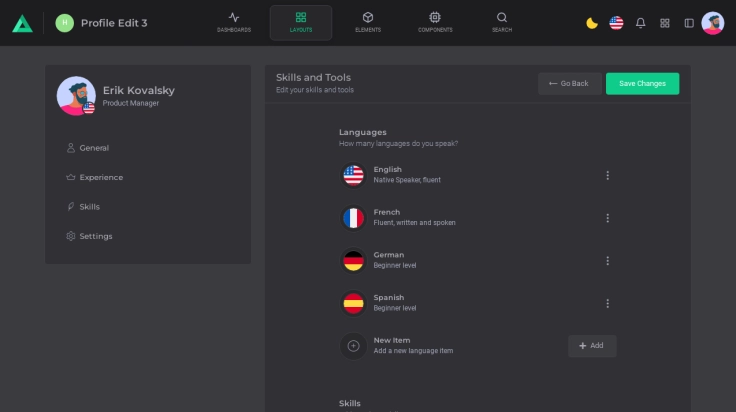 H
Profile Edit 3
DASHBOARDS
LAYOUTS
ELEMENTS
COMPONENTS
SEARCH
Erik Kovalsky
Product Manager
General
Experience
Skills
Settings
Skills and Tools
Edit your skills and tools
Go Back
Save Changes
Languages
How many languages do you speak?
English
Native Speaker, fluent
French
Fluent, written and spoken
German
Beginner level
Spanish
Beginner level
New Item
Add a new language item
Add
Skills